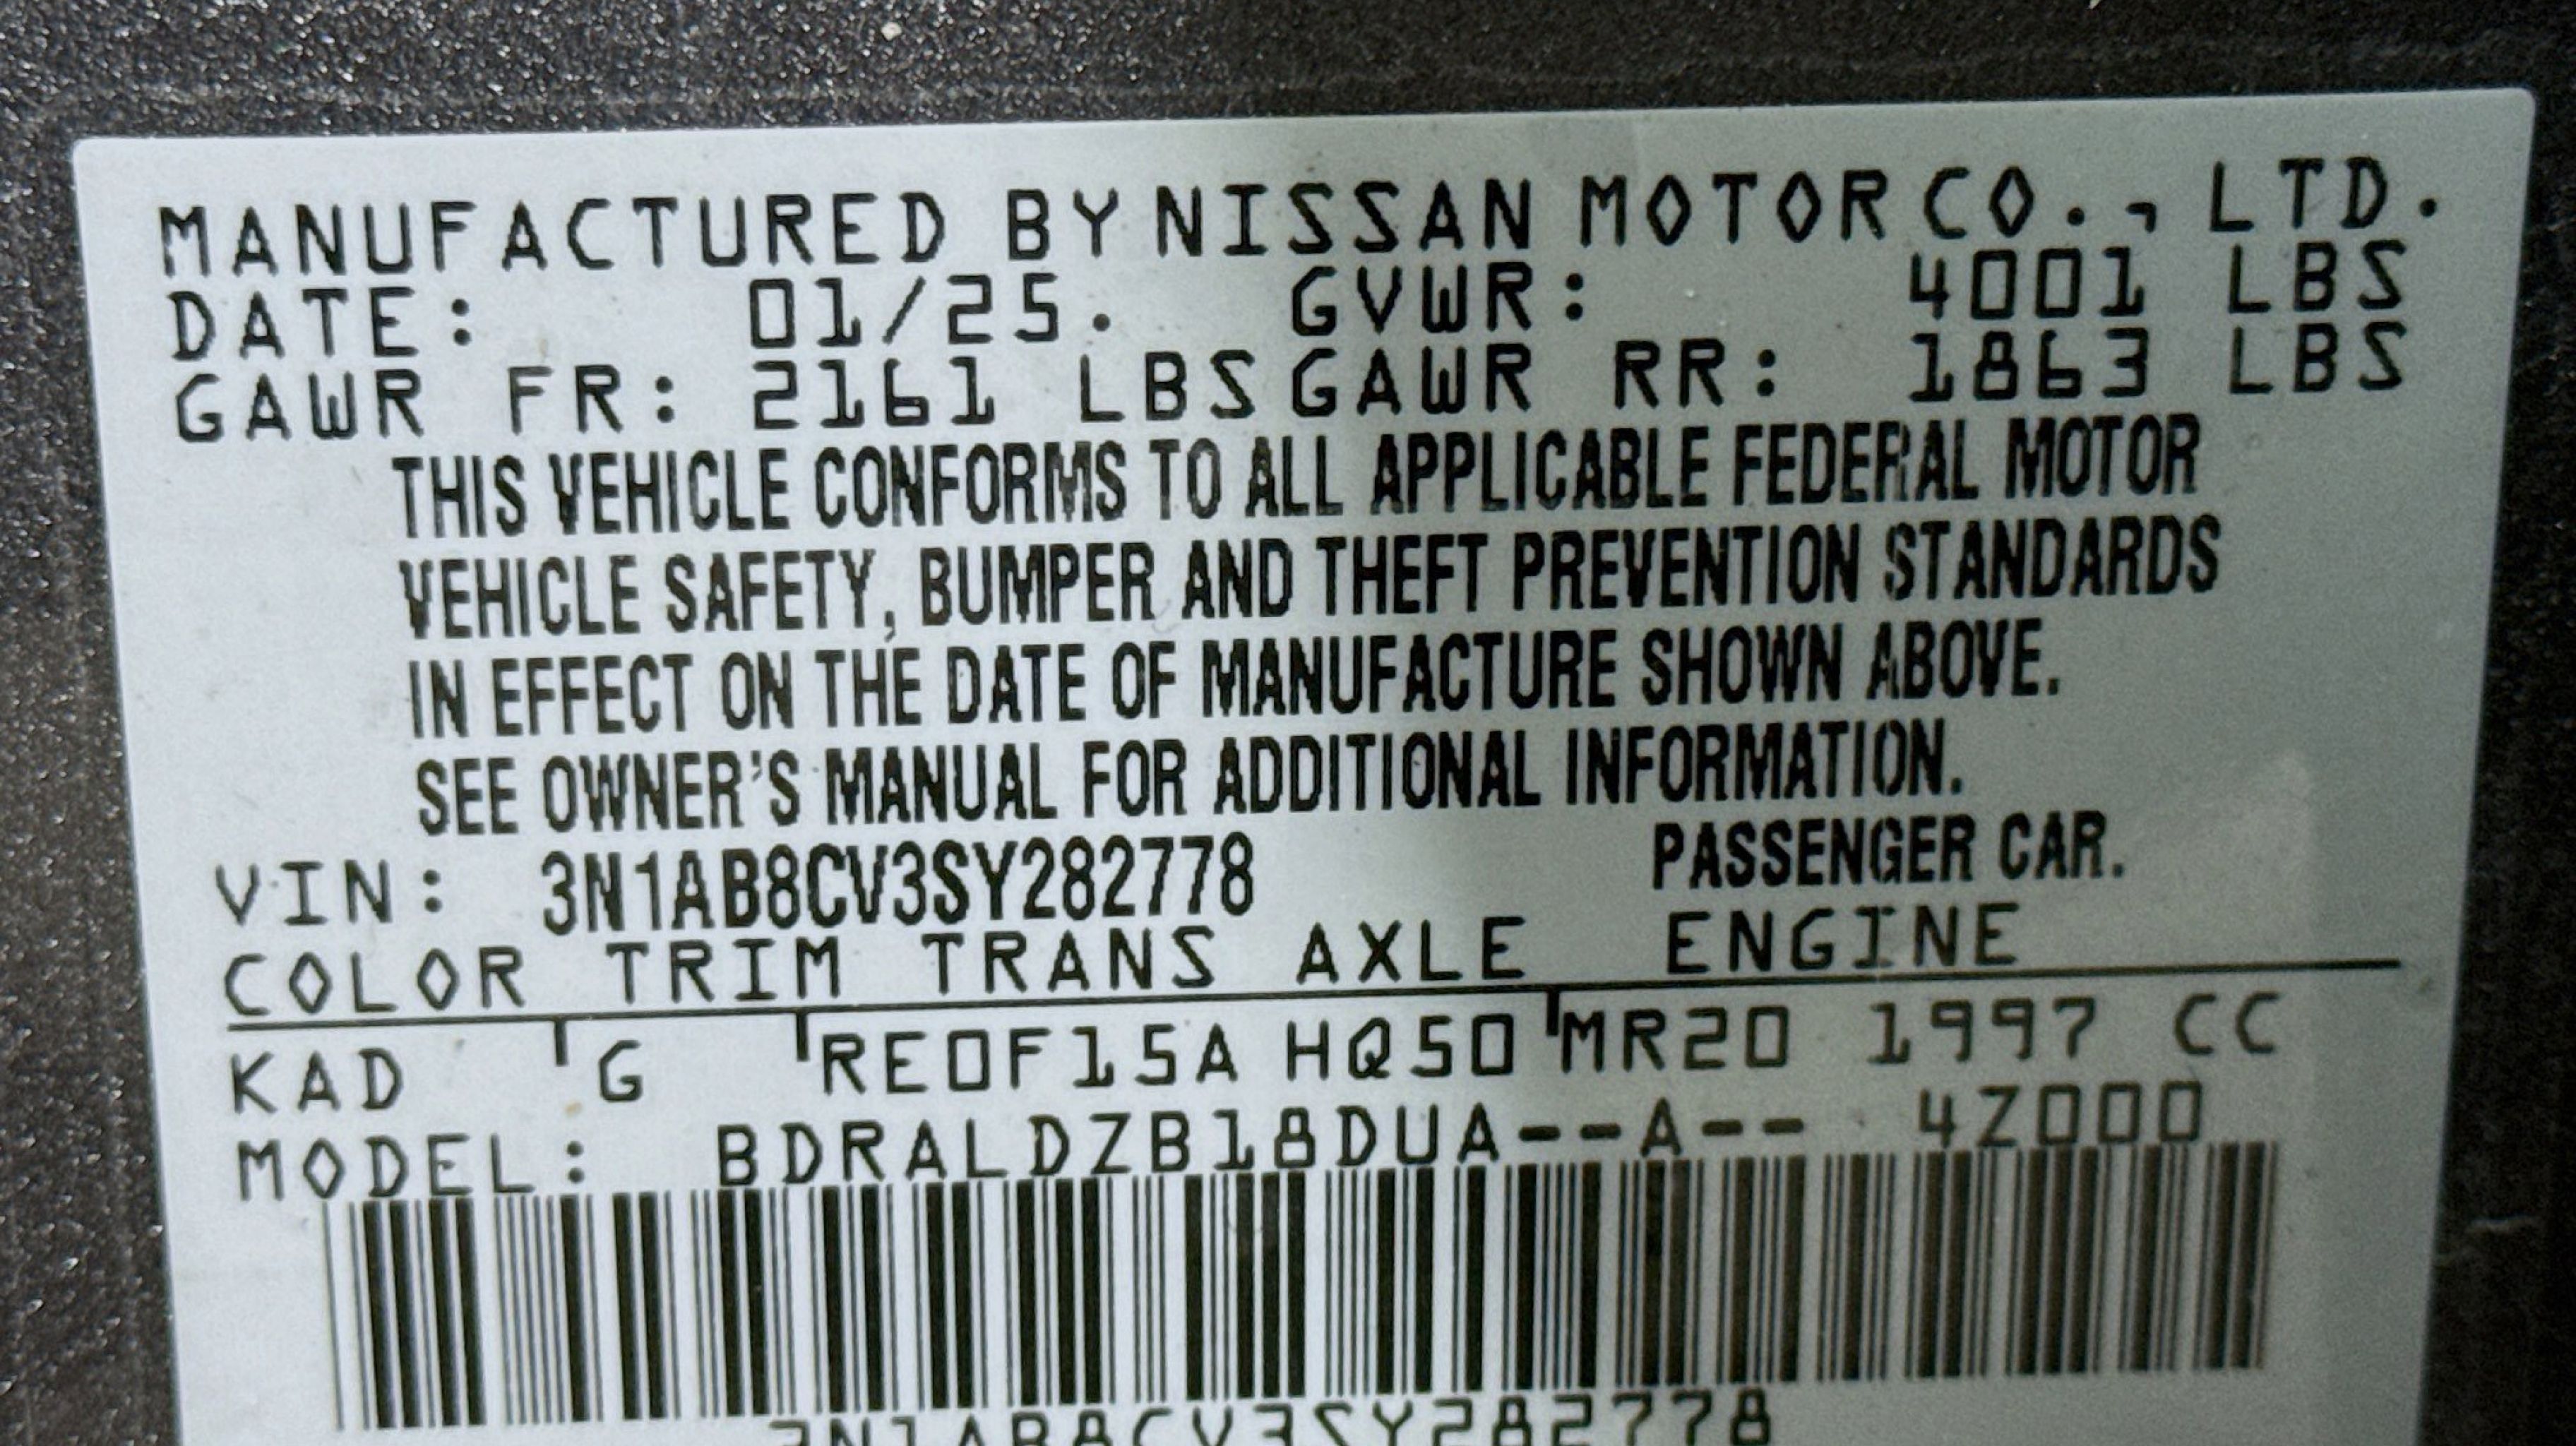 MANUFACTURED BY NISSAN MOTOR CO., LTD.
DATE: 01/25. GVWR: 4001 LBS
GAWR FR: 2161 LBS GAWR RR: 1863 LBS
THIS VEHICLE CONFORMS TO ALL APPLICABLE FEDERAL MOTOR
VEHICLE SAFETY, BUMPER AND THEFT PREVENTION STANDARDS
IN EFFECT ON THE DATE OF MANUFACTURE SHOWN ABOVE.
SEE OWNER'S MANUAL FOR ADDITIONAL INFORMATION.
VIN: 3N1AB8CV3SY282778 PASSENGER CAR.
COLOR TRIM TRANS AXLE ENGINE
KAD G RE0F15A HQ50 MR20 1997 CC
MODEL: BDRALDZB18DUA--A-- 4Z000
3N1AB8CV3SY282778